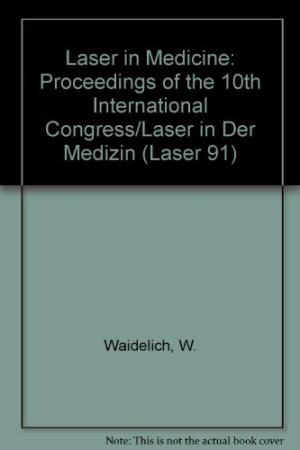 Laser in Medicine:
Proceedings of the 10th
International
Congress/Laser in Der
Medizin (Laser 91)
Waidelich, W.
Note: This is not the actual book cover